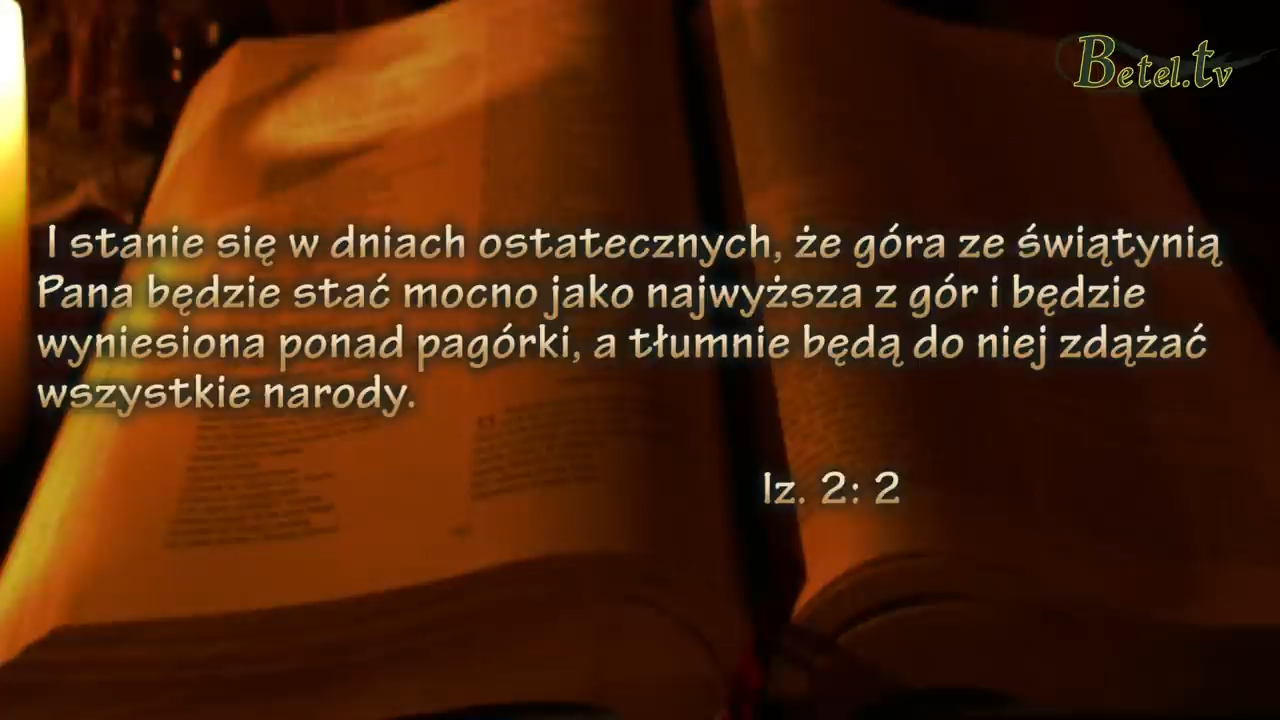 Betel.tv
I stanie się w dniach ostatecznych, że góra ze świątynią
Pana będzie stać mocno jako najwyższa z gór i będzie
wyniesiona ponad pagórki, a tłumnie będą do niej zdążać
wszystkie narody.
Iz. 2: 2